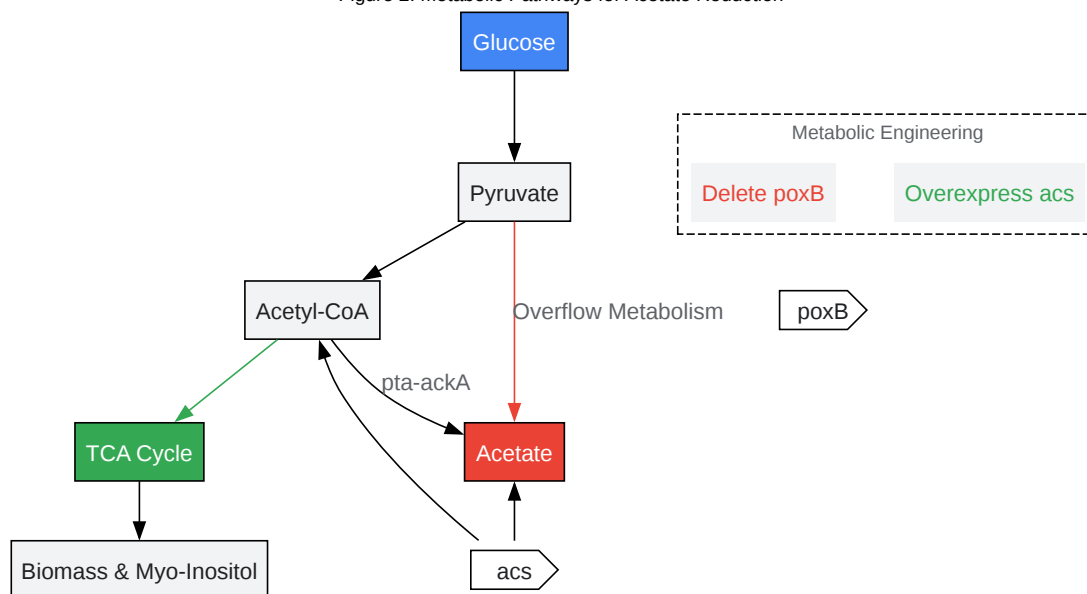 Glucose
Metabolic Engineering
Pyruvate
Delete poxB
Overexpress acs
Acetyl-CoA
Overflow Metabolism
poxB
pta-ackA
TCA Cycle
Acetate
Biomass & Myo-Inositol
acs